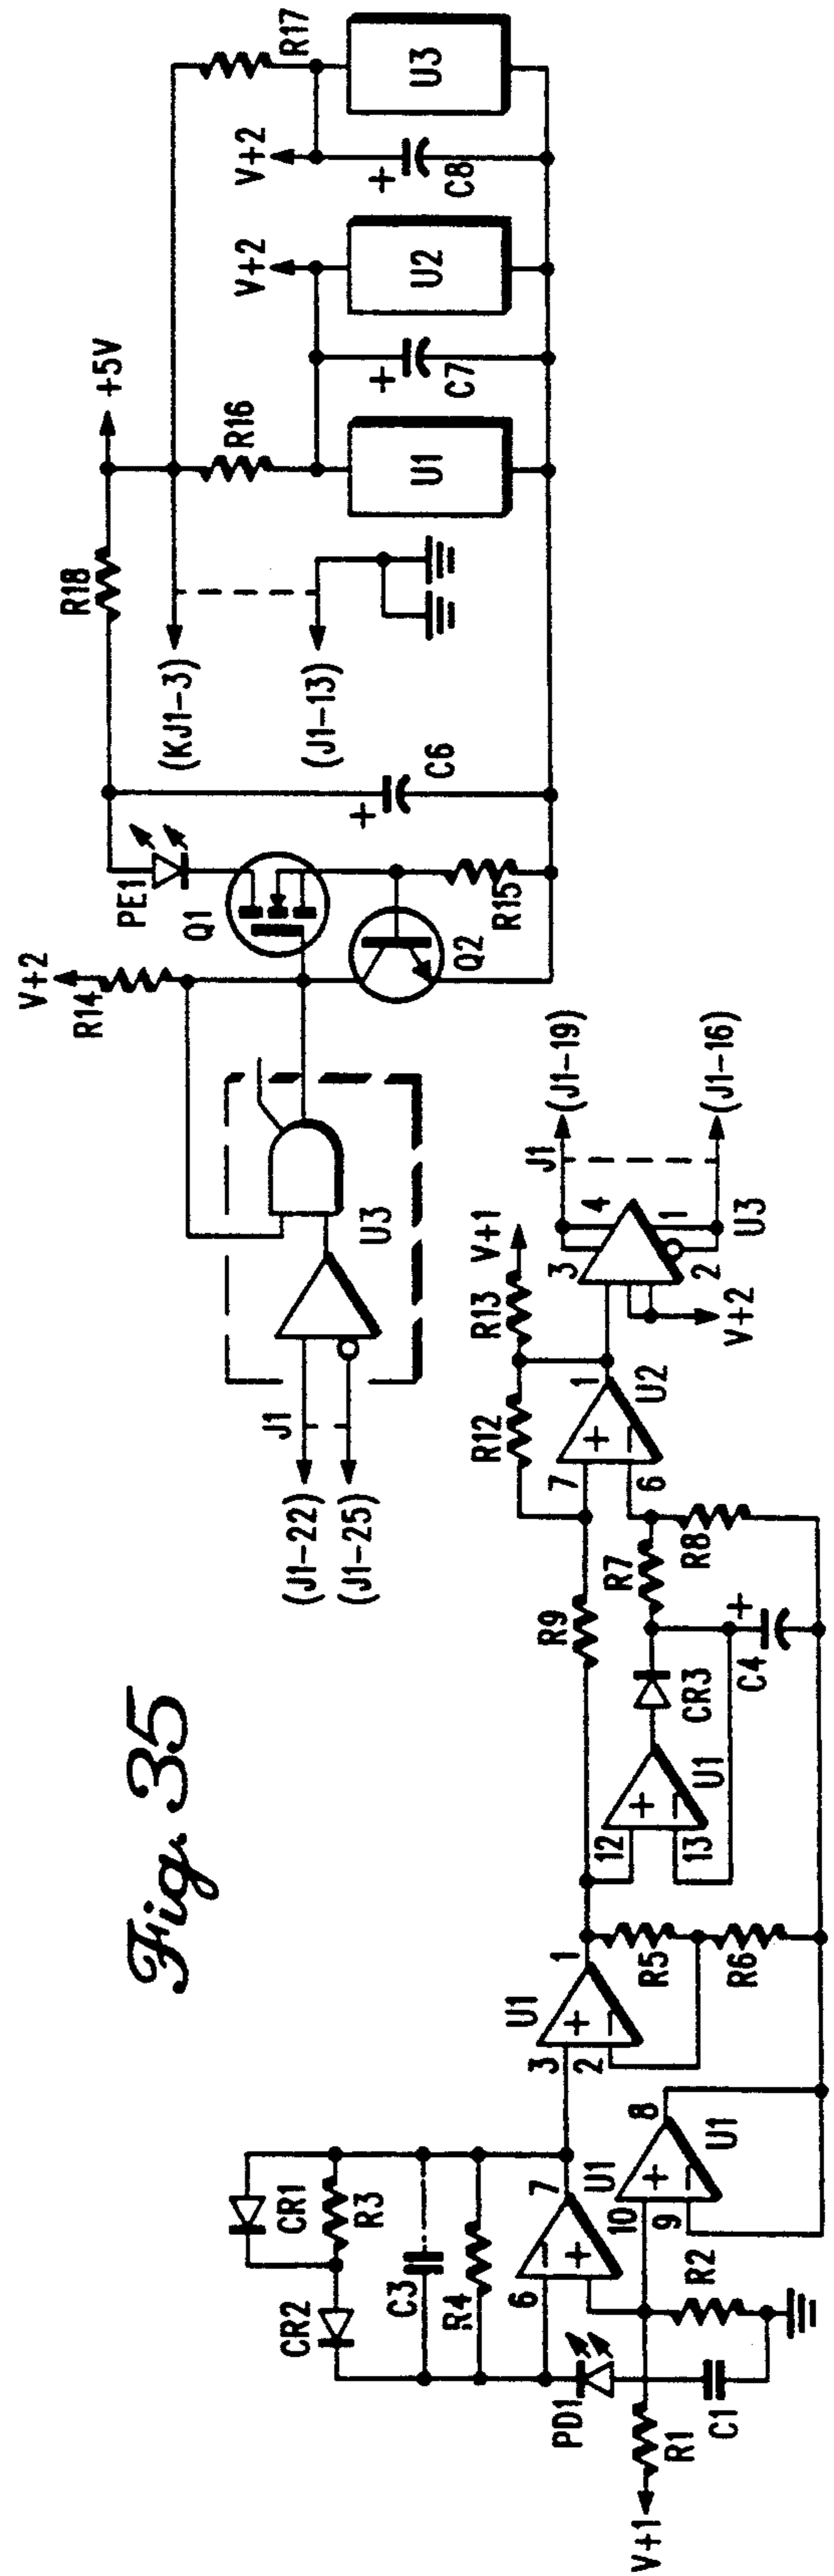 Fig. 35
V+2
R14
PE1
Q1
Q2
R15
C6
R18
+5V
(KJ1-3)
(J1-13)
R16
R17
V+2
V+2
U1
C7
+
U2
C8
+
U3
+
J1
(J1-22)
(J1-25)
U3
CR1
CR2
R3
C3
R4
6
7
−
+
U1
PD1
V+1
R1
R2
C1
10
9
8
+
−
U1
3
2
1
+
−
U1
R5
R6
12
13
+
−
U1
CR3
C4
+
R9
R7
R8
R12
R13
V+1
7
6
1
+
−
U2
3
4
2
1
U3
V+2
J1
(J1-19)
(J1-16)